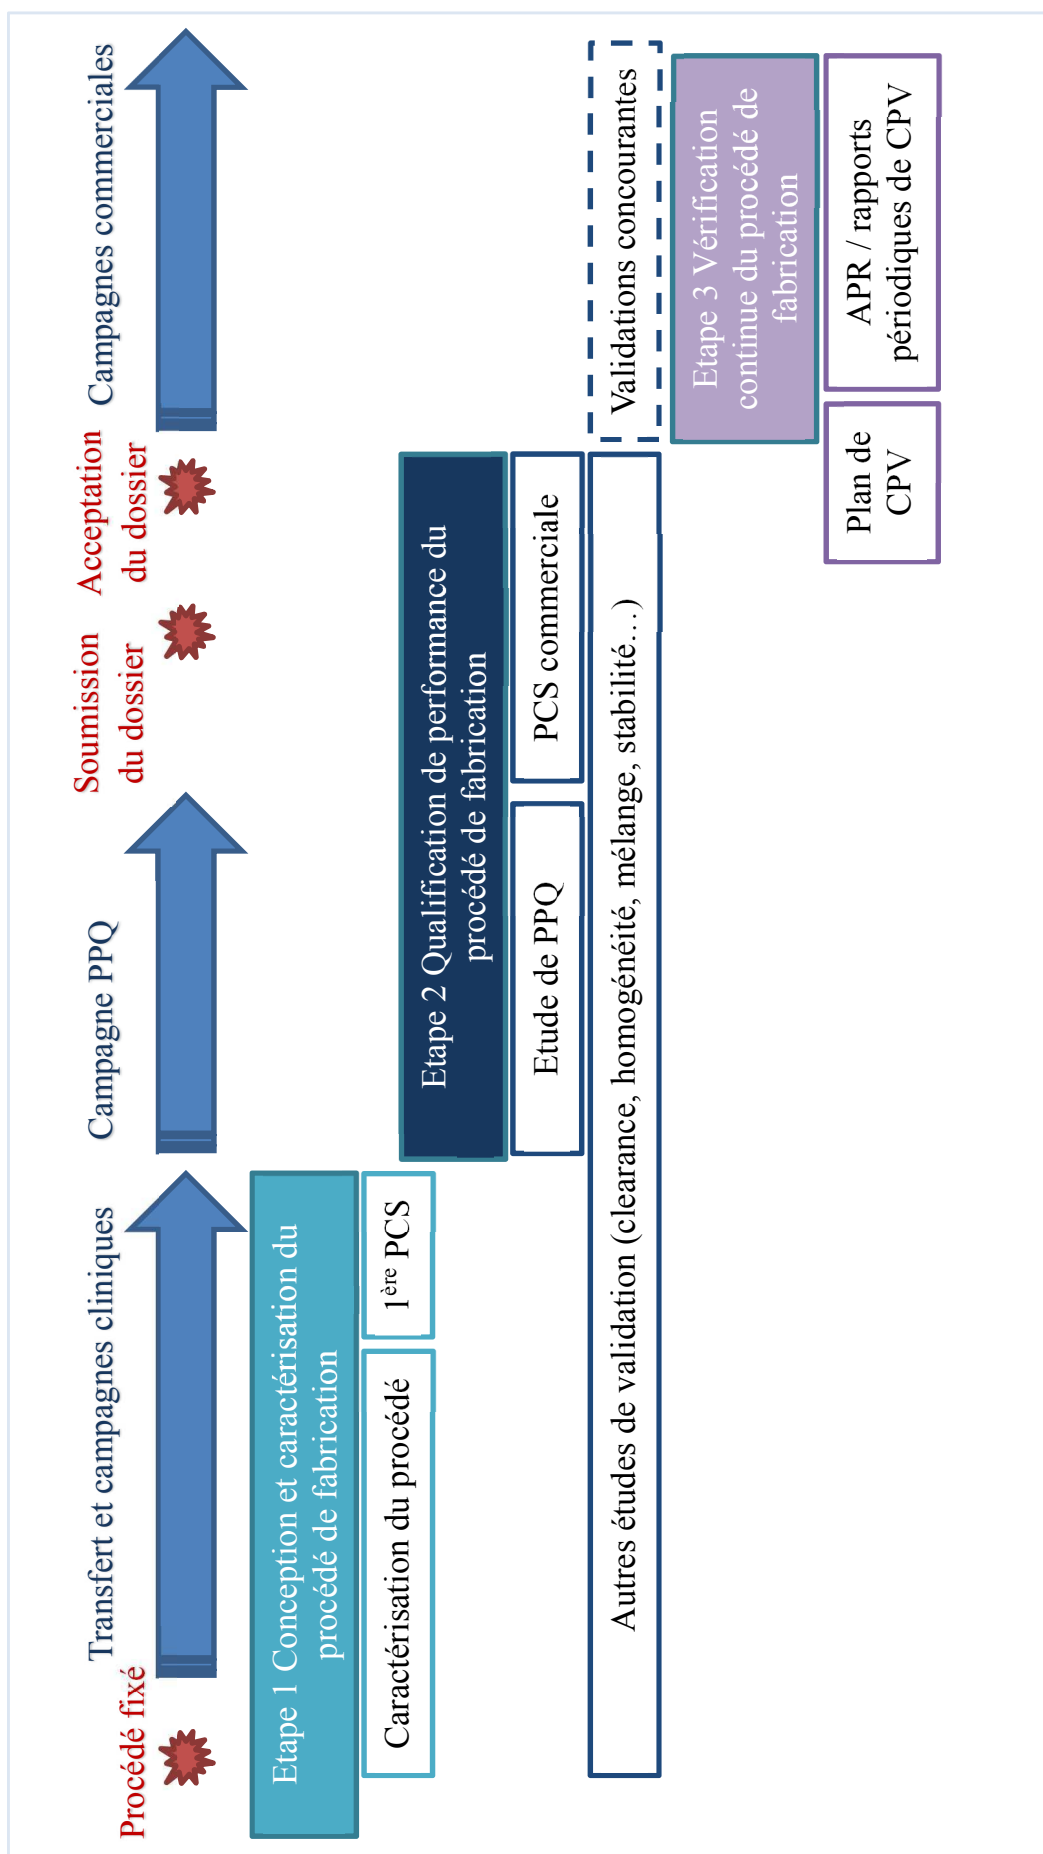 Procédé fixé
Transfert et campagnes cliniques
Campagne PPQ
Soumission
du dossier
Acceptation
du dossier
Campagnes commerciales
Etape 1 Conception et caractérisation du
procédé de fabrication
Caractérisation du procédé
1ère PCS
Etape 2 Qualification de performance du
procédé de fabrication
Etude de PPQ
PCS commerciale
Autres études de validation (clearance, homogénéité, mélange, stabilité…)
Validations concourantes
Etape 3 Vérification
continue du procédé de
fabrication
Plan de
CPV
APR / rapports
périodiques de CPV